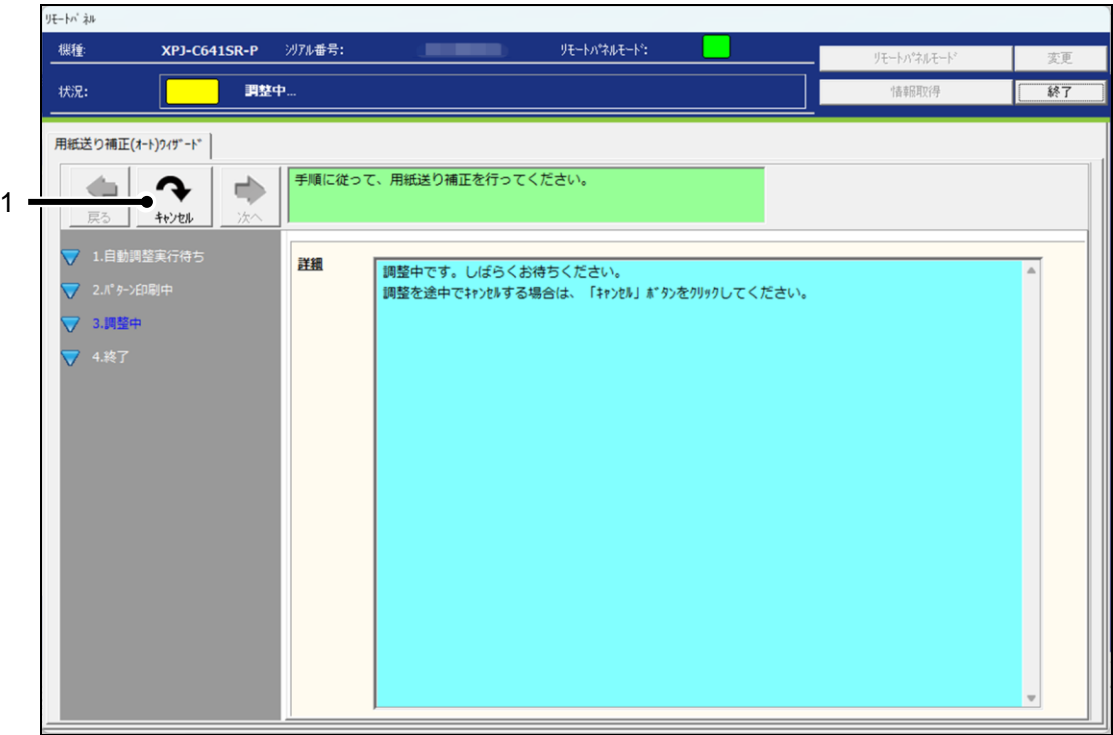 ﾘﾓｰﾄﾊﾟﾈﾙ
機種: XPJ-C641SR-P ｼﾘｱﾙ番号: ﾘﾓｰﾄﾊﾟﾈﾙﾓｰﾄﾞ:
ﾘﾓｰﾄﾊﾟﾈﾙﾓｰﾄﾞ 変更
状況: 調整中...
情報取得 終了
用紙送り補正(ｵｰﾄ)ｳｨｻﾞｰﾄﾞ
1
戻る ｷｬﾝｾﾙ 次へ
手順に従って、用紙送り補正を行ってください。
1.自動調整実行待ち
2.ﾊﾟﾀｰﾝ印刷中
3.調整中
4.終了
詳細
調整中です。しばらくお待ちください。
調整を途中でｷｬﾝｾﾙする場合は、「ｷｬﾝｾﾙ」ﾎﾞﾀﾝをｸﾘｯｸしてください。